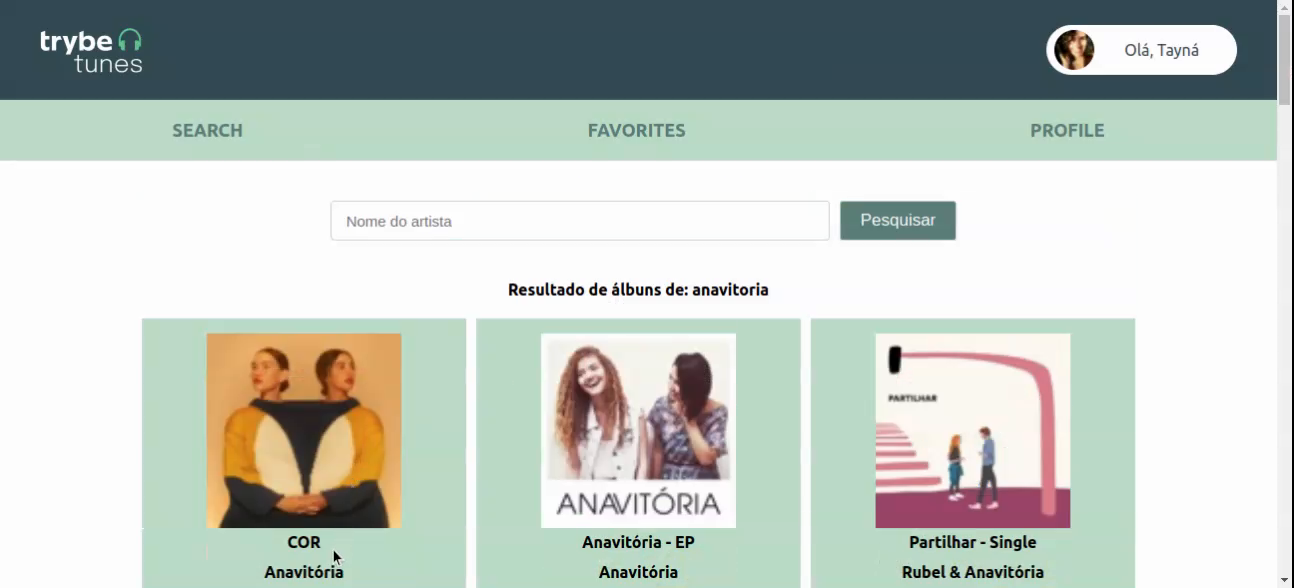 trybe
tunes
Olá, Tayná
SEARCH
FAVORITES
PROFILE
Nome do artista
Pesquisar
Resultado de álbuns de: anavitoria
PARTILHAR
ANAVITÓRIA
COR
Anavitória
Anavitória - EP
Anavitória
Partilhar - Single
Rubel & Anavitória